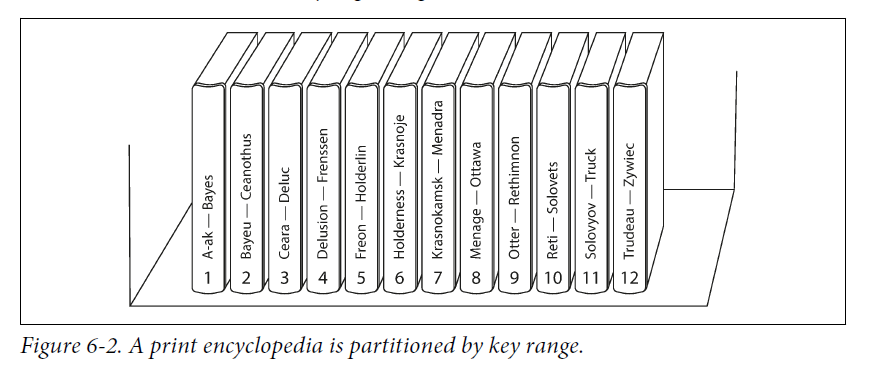 A-ak — Bayes
1
Bayeu — Ceanothus
2
Ceara — Deluc
3
Delusion — Frenssen
4
Freon — Holderlin
5
Holderness — Krasnoje
6
Krasnokamsk — Menadra
7
Menage — Ottawa
8
Otter — Rethimnon
9
Reti — Solovets
10
Solovyov — Truck
11
Trudeau — Zywiec
12
Figure 6-2. A print encyclopedia is partitioned by key range.